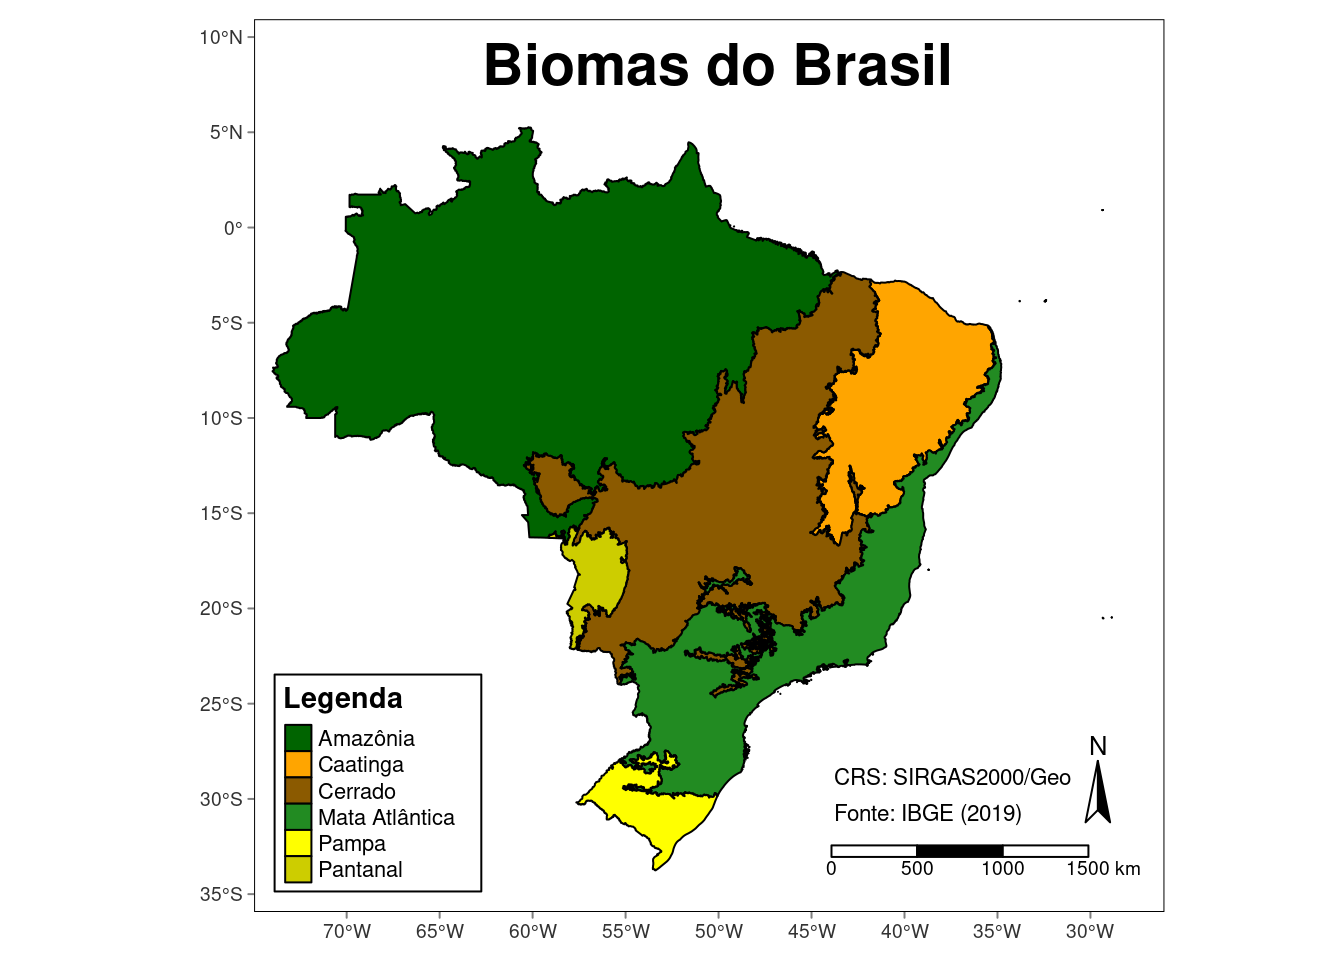 Biomas do Brasil
10°N
5°N
0°
5°S
10°S
15°S
20°S
25°S
30°S
35°S
Legenda
Amazônia
Caatinga
Cerrado
Mata Atlântica
Pampa
Pantanal
N
CRS: SIRGAS2000/Geo
Fonte: IBGE (2019)
0 500 1000 1500 km
70°W 65°W 60°W 55°W 50°W 45°W 40°W 35°W 30°W